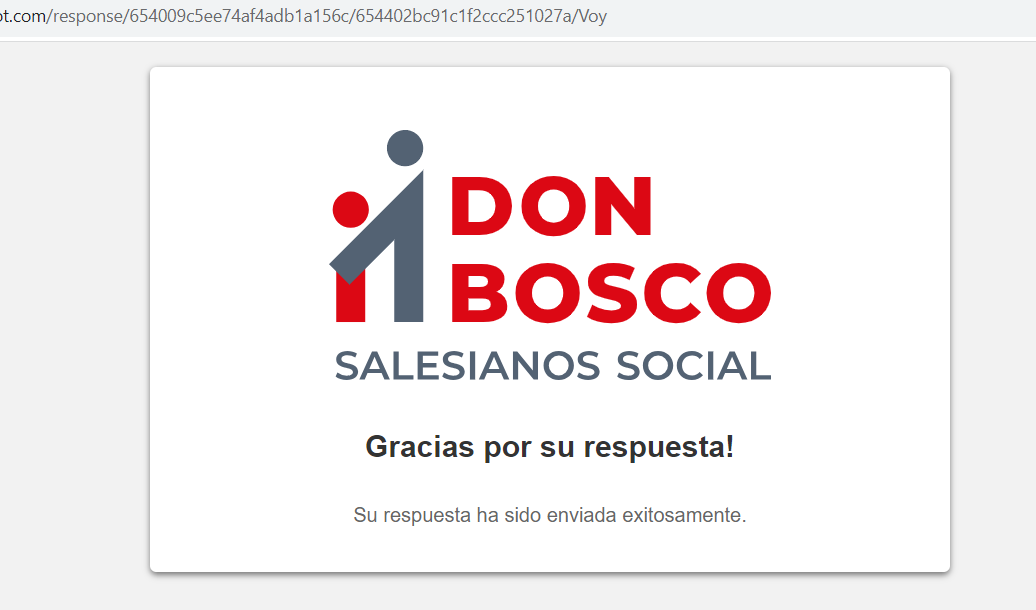 ot.com/response/654009c5ee74af4adb1a156c/654402bc91c1f2ccc251027a/Voy
DON
BOSCO
SALESIANOS SOCIAL
Gracias por su respuesta!
Su respuesta ha sido enviada exitosamente.